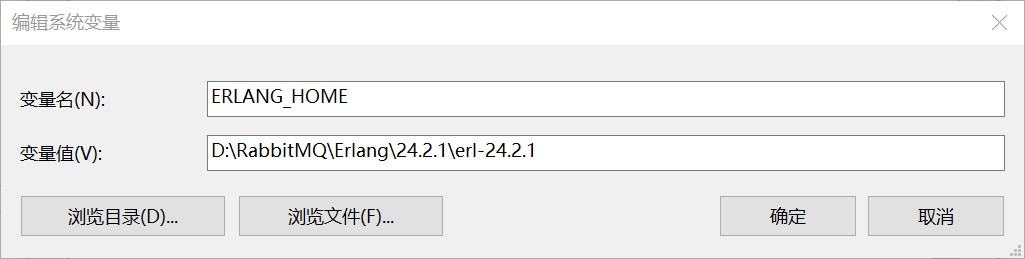 编辑系统变量
变量名(N):
ERLANG_HOME
变量值(V):
D:\RabbitMQ\Erlang\24.2.1\erl-24.2.1
浏览目录(D)...
浏览文件(F)...
确定
取消